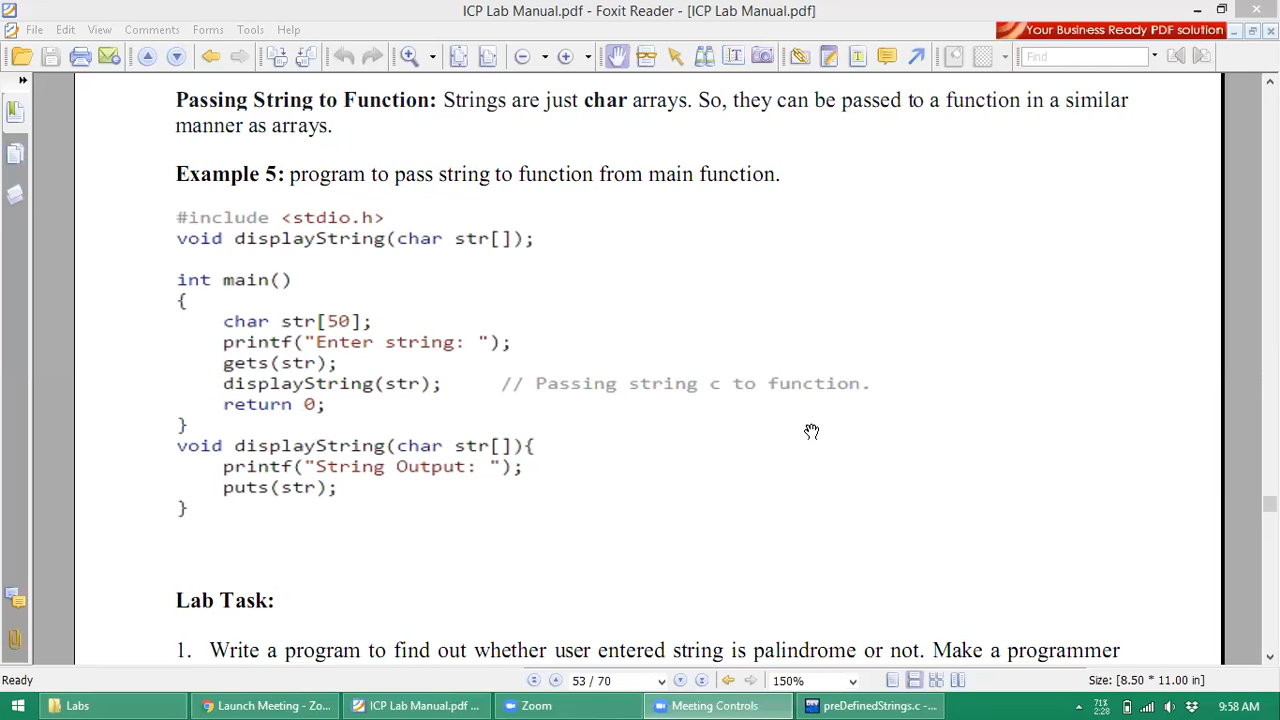 ICP Lab Manual.pdf - Foxit Reader - [ICP Lab Manual.pdf]
File Edit View Comments Forms Tools Help
Your Business Ready PDF solution
Find
Passing String to Function: Strings are just char arrays. So, they can be passed to a function in a similar
manner as arrays.
Example 5: program to pass string to function from main function.
#include <stdio.h>
void displayString(char str[]);
int main()
{
char str[50];
printf("Enter string: ");
gets(str);
displayString(str); // Passing string c to function.
return 0;
}
void displayString(char str[]){
printf("String Output: ");
puts(str);
}
Lab Task:
1. Write a program to find out whether user entered string is palindrome or not. Make a programmer
Ready 53 / 70 150% Size: [8.50 * 11.00 in]
Labs Launch Meeting - Zo... ICP Lab Manual.pdf ... Zoom Meeting Controls preDefinedStrings.c -... 71% 2:28 9:58 AM